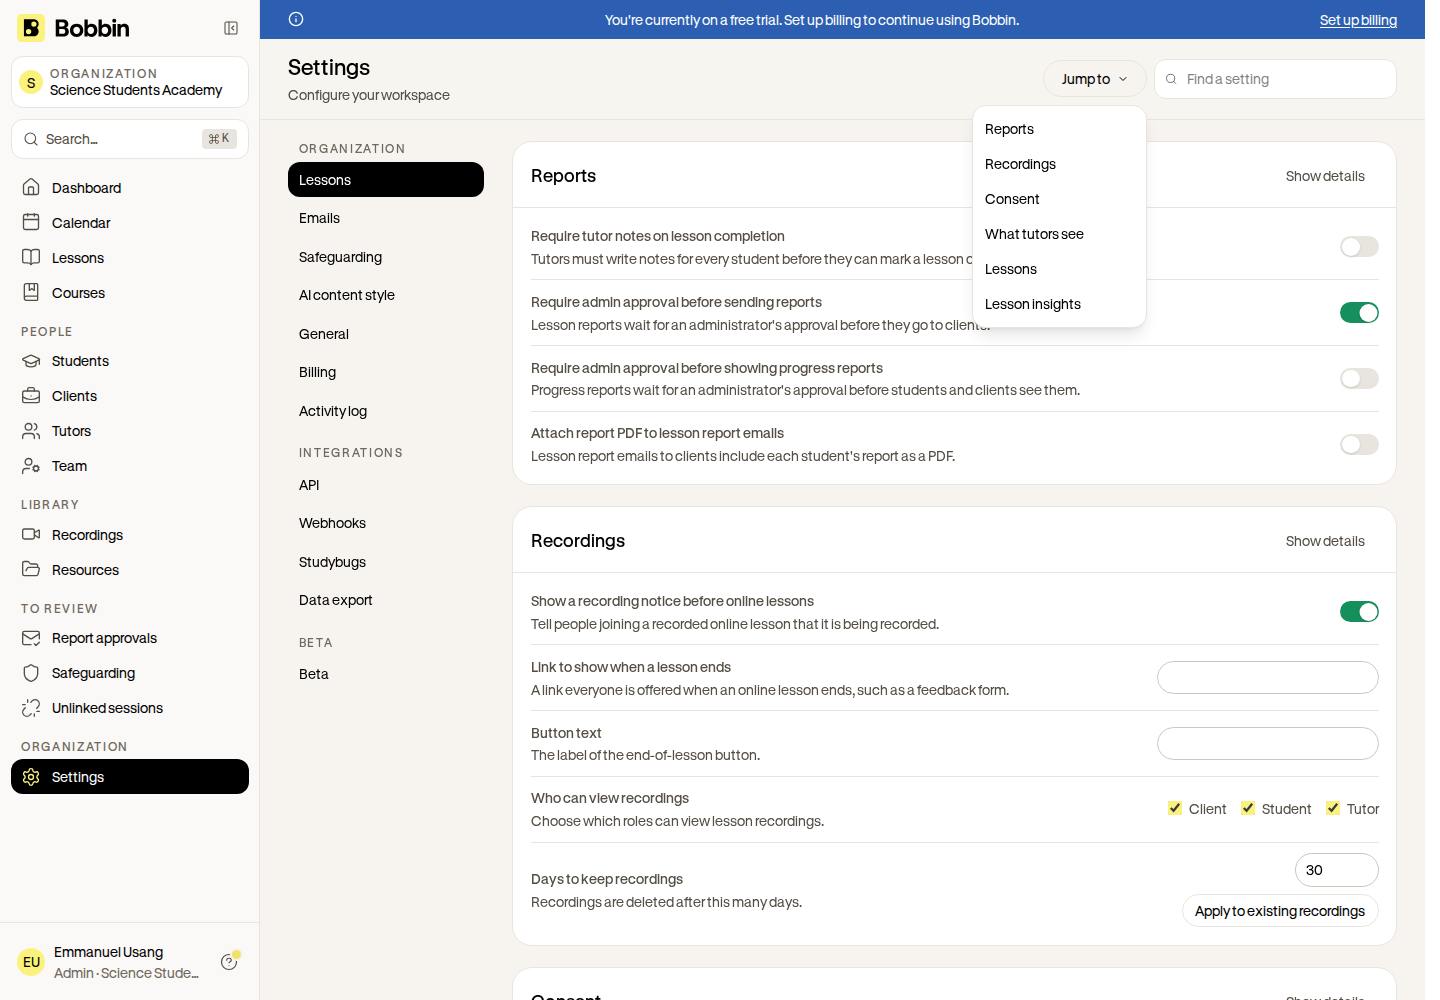 Bobbin
You're currently on a free trial. Set up billing to continue using Bobbin.
Set up billing
S
ORGANIZATION
Science Students Academy
Search...
⌘K
Dashboard
Calendar
Lessons
Courses
PEOPLE
Students
Clients
Tutors
Team
LIBRARY
Recordings
Resources
TO REVIEW
Report approvals
Safeguarding
Unlinked sessions
ORGANIZATION
Settings
EU
Emmanuel Usang
Admin · Science Stude...
Settings
Configure your workspace
Jump to
Find a setting
Reports
Recordings
Consent
What tutors see
Lessons
Lesson insights
ORGANIZATION
Lessons
Emails
Safeguarding
AI content style
General
Billing
Activity log
INTEGRATIONS
API
Webhooks
Studybugs
Data export
BETA
Beta
Reports
Show details
Require tutor notes on lesson completion
Tutors must write notes for every student before they can mark a lesson
Require admin approval before sending reports
Lesson reports wait for an administrator's approval before they go to clients.
Require admin approval before showing progress reports
Progress reports wait for an administrator's approval before students and clients see them.
Attach report PDF to lesson report emails
Lesson report emails to clients include each student's report as a PDF.
Recordings
Show details
Show a recording notice before online lessons
Tell people joining a recorded online lesson that it is being recorded.
Link to show when a lesson ends
A link everyone is offered when an online lesson ends, such as a feedback form.
Button text
The label of the end-of-lesson button.
Who can view recordings
Choose which roles can view lesson recordings.
Client
Student
Tutor
Days to keep recordings
Recordings are deleted after this many days.
30
Apply to existing recordings
Consent
Show details